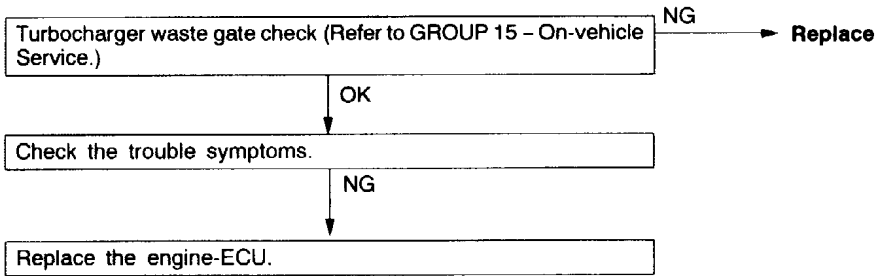 NG
Turbocharger waste gate check (Refer to GROUP 15 – On-vehicle
Service.)
Replace
OK
Check the trouble symptoms.
NG
Replace the engine-ECU.